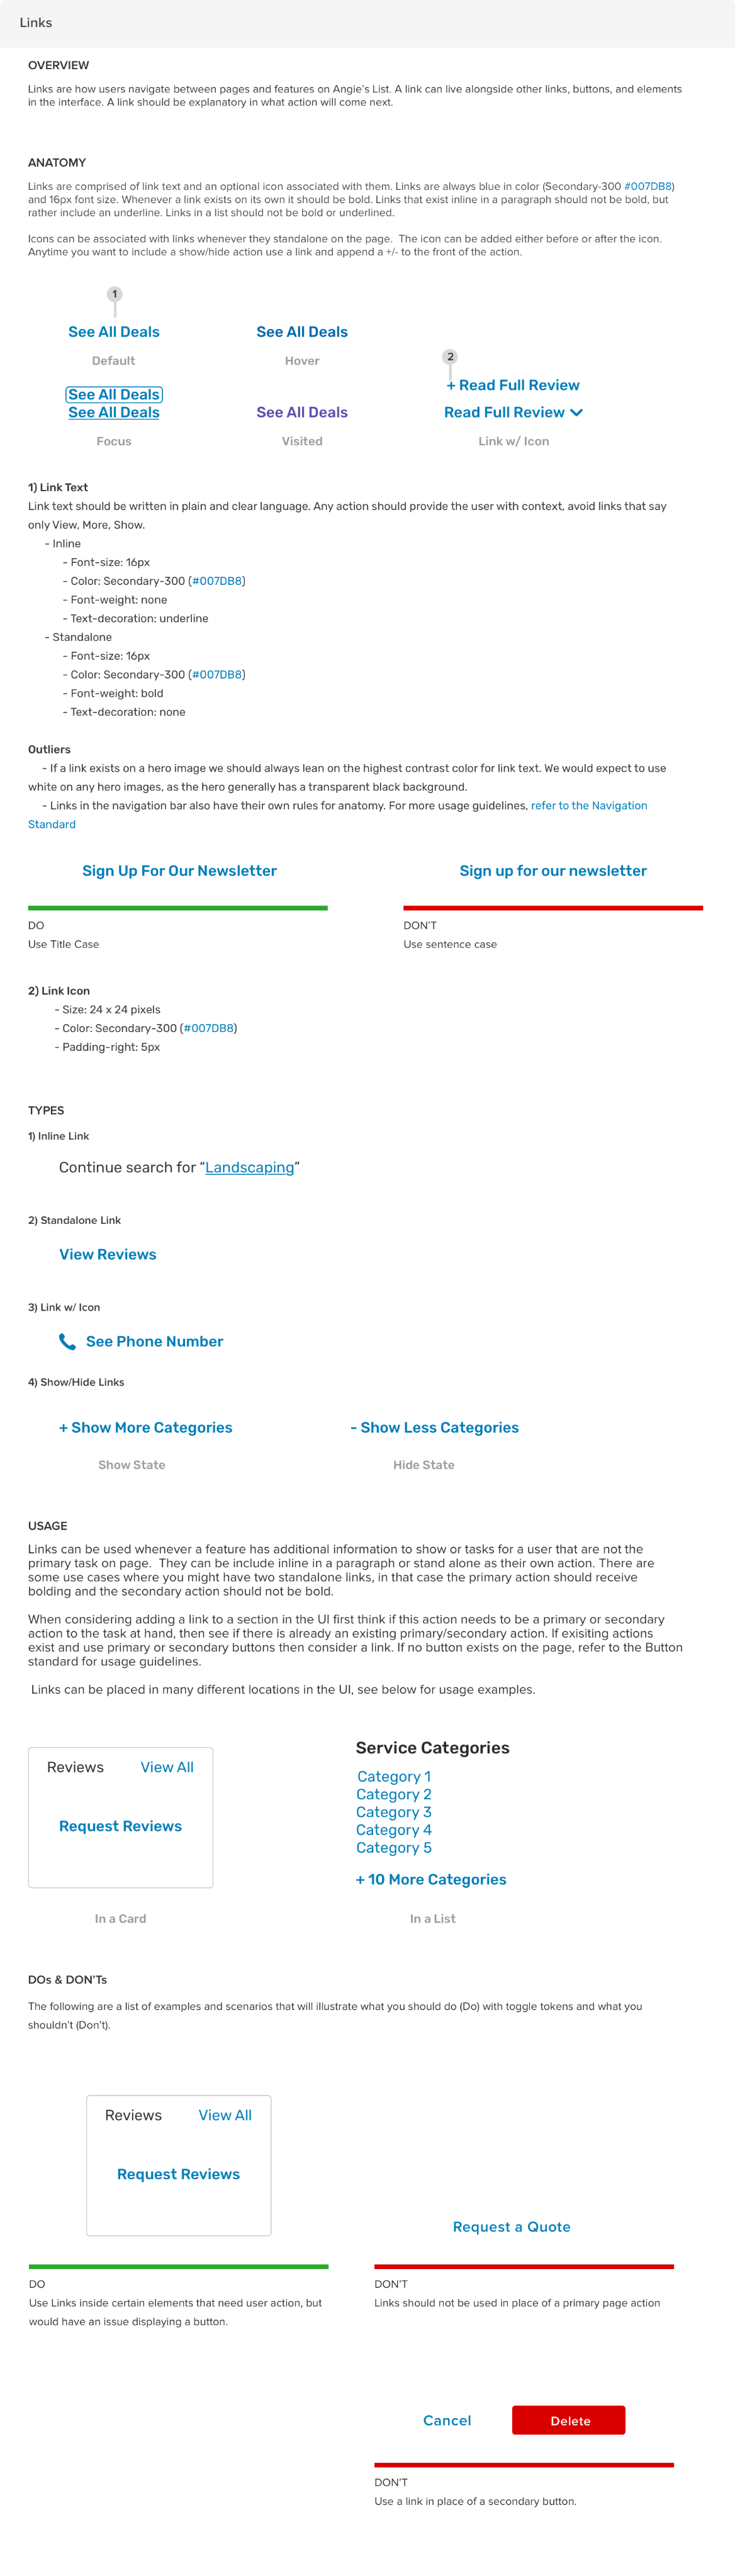 Links
OVERVIEW
Links are how users navigate between pages and features on Angie's List. A link can live alongside other links, buttons, and elements
in the interface. A link should be explanatory in what action will come next.
ANATOMY
Links are comprised of link text and an optional icon associated with them. Links are always blue in color (Secondary-300 #007DB8)
and 16px font size. Whenever a link exists on its own it should be bold. Links that exist inline in a paragraph should not be bold, but
rather include an underline. Links in a list should not be bold or underlined.
Icons can be associated with links whenever they standalone on the page.  The icon can be added either before or after the icon.
Anytime you want to include a show/hide action use a link and append a +/- to the front of the action.
1
See All Deals
Default
See All Deals
Hover
2
+ Read Full Review
See All Deals
See All Deals
Focus
See All Deals
Visited
Read Full Review
Link w/ Icon
1) Link Text
Link text should be written in plain and clear language. Any action should provide the user with context, avoid links that say
only View, More, Show.
- Inline
- Font-size: 16px
- Color: Secondary-300 (#007DB8)
- Font-weight: none
- Text-decoration: underline
- Standalone
- Font-size: 16px
- Color: Secondary-300 (#007DB8)
- Font-weight: bold
- Text-decoration: none
Outliers
- If a link exists on a hero image we should always lean on the highest contrast color for link text. We would expect to use
white on any hero images, as the hero generally has a transparent black background.
- Links in the navigation bar also have their own rules for anatomy. For more usage guidelines, refer to the Navigation
Standard
Sign Up For Our Newsletter
DO
Use Title Case
Sign up for our newsletter
DON'T
Use sentence case
2) Link Icon
- Size: 24 x 24 pixels
- Color: Secondary-300 (#007DB8)
- Padding-right: 5px
TYPES
1) Inline Link
Continue search for “Landscaping”
2) Standalone Link
View Reviews
3) Link w/ Icon
See Phone Number
4) Show/Hide Links
+ Show More Categories
Show State
- Show Less Categories
Hide State
USAGE
Links can be used whenever a feature has additional information to show or tasks for a user that are not the
primary task on page.  They can be include inline in a paragraph or stand alone as their own action. There are
some use cases where you might have two standalone links, in that case the primary action should receive
bolding and the secondary action should not be bold.
When considering adding a link to a section in the UI first think if this action needs to be a primary or secondary
action to the task at hand, then see if there is already an existing primary/secondary action. If exisiting actions
exist and use primary or secondary buttons then consider a link. If no button exists on the page, refer to the Button
standard for usage guidelines.
Links can be placed in many different locations in the UI, see below for usage examples.
Reviews
View All
Request Reviews
In a Card
Service Categories
Category 1
Category 2
Category 3
Category 4
Category 5
+ 10 More Categories
In a List
DOs & DON'Ts
The following are a list of examples and scenarios that will illustrate what you should do (Do) with toggle tokens and what you
shouldn't (Don't).
Reviews
View All
Request Reviews
DO
Use Links inside certain elements that need user action, but
would have an issue displaying a button.
Request a Quote
DON'T
Links should not be used in place of a primary page action
Cancel
Delete
DON'T
Use a link in place of a secondary button.